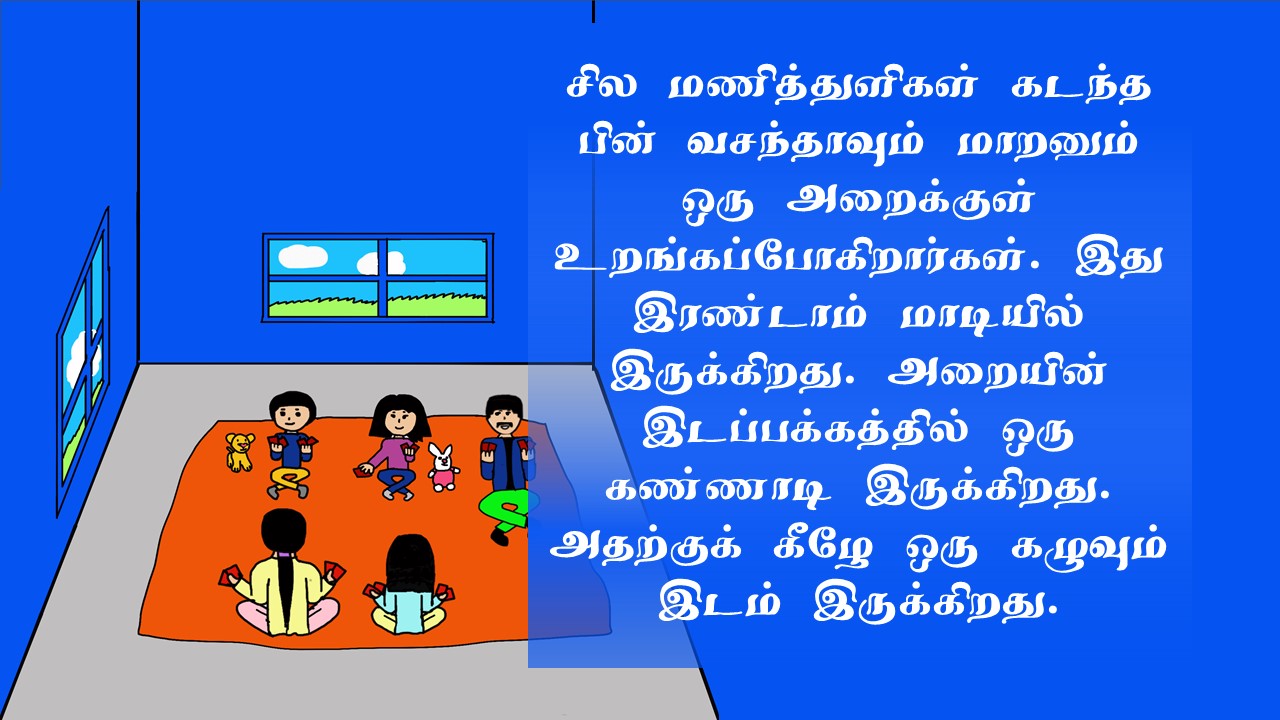 சில மணித்துளிகள் கடந்த
பின் வசந்தாவும் மாறனும்
ஒரு அறைக்குள்
உறங்கப்போகிறார்கள். இது
இரண்டாம் மாடியில்
இருக்கிறது. அறையின்
இடப்பக்கத்தில் ஒரு
கண்ணாடி இருக்கிறது.
அதற்குக் கீழே ஒரு கழுவும்
இடம் இருக்கிறது.